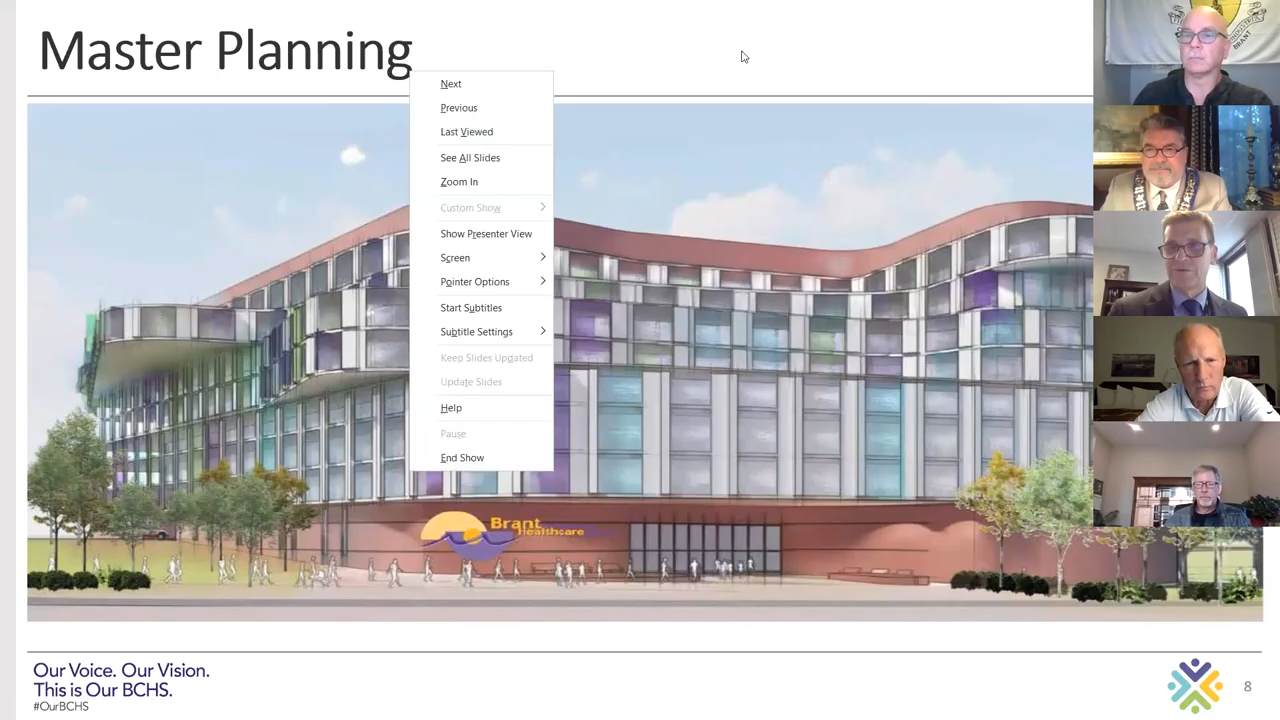 Master Planning
Next
Previous
Last Viewed
See All Slides
Zoom In
Custom Show
Show Presenter View
Screen
Pointer Options
Start Subtitles
Subtitle Settings
Keep Slides Updated
Update Slides
Help
Pause
End Show
BRANT
Brant
Healthcare
Our Voice. Our Vision.
This is Our BCHS.
#OurBCHS
8